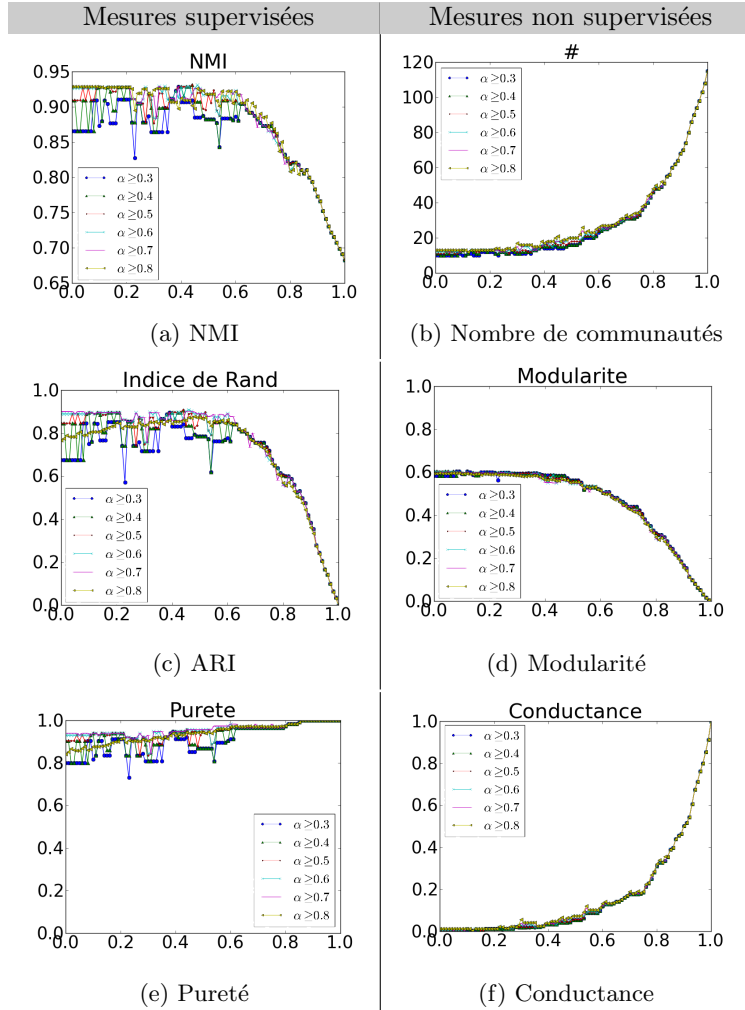 Mesures supervisées
Mesures non supervisées
NMI
0.95
0.90
0.85
0.80
0.75
0.70
0.65
0.0 0.2 0.4 0.6 0.8 1.0
α≥0.3
α≥0.4
α≥0.5
α≥0.6
α≥0.7
α≥0.8
(a) NMI
#
120
100
80
60
40
20
0
0.0 0.2 0.4 0.6 0.8 1.0
α≥0.3
α≥0.4
α≥0.5
α≥0.6
α≥0.7
α≥0.8
(b) Nombre de communautés
Indice de Rand
1.0
0.8
0.6
0.4
0.2
0.0
0.0 0.2 0.4 0.6 0.8 1.0
α≥0.3
α≥0.4
α≥0.5
α≥0.6
α≥0.7
α≥0.8
(c) ARI
Modularite
1.0
0.8
0.6
0.4
0.2
0.0
0.0 0.2 0.4 0.6 0.8 1.0
α≥0.3
α≥0.4
α≥0.5
α≥0.6
α≥0.7
α≥0.8
(d) Modularité
Purete
1.0
0.8
0.6
0.4
0.2
0.0
0.0 0.2 0.4 0.6 0.8 1.0
α≥0.3
α≥0.4
α≥0.5
α≥0.6
α≥0.7
α≥0.8
(e) Pureté
Conductance
1.0
0.8
0.6
0.4
0.2
0.0
0.0 0.2 0.4 0.6 0.8 1.0
α≥0.3
α≥0.4
α≥0.5
α≥0.6
α≥0.7
α≥0.8
(f) Conductance